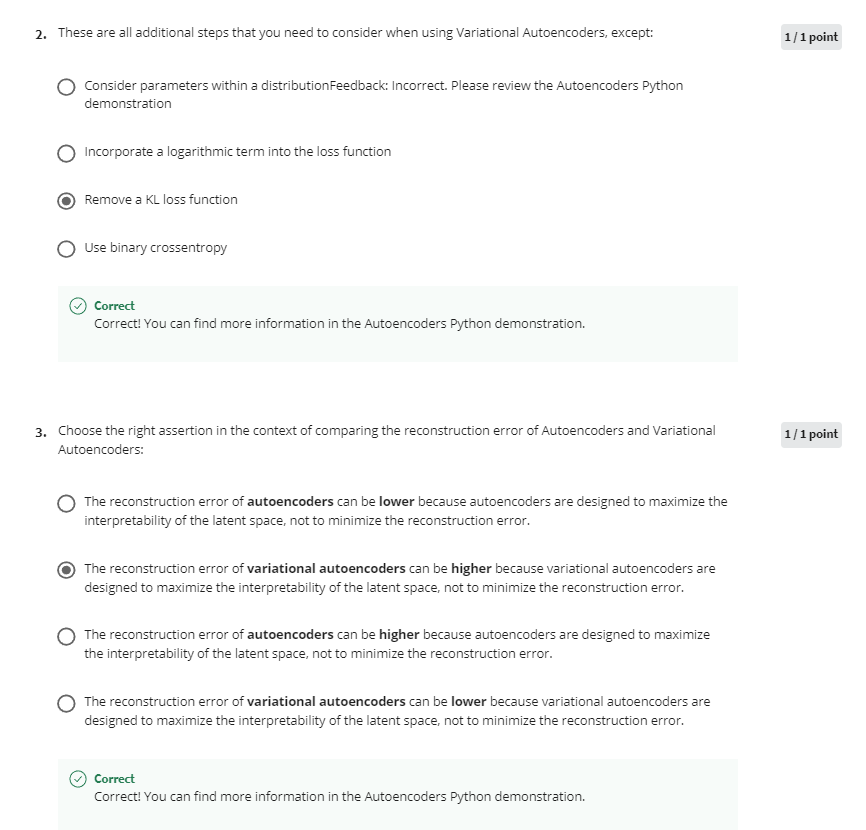 2. These are all additional steps that you need to consider when using Variational Autoencoders, except:
1 / 1 point
Consider parameters within a distributionFeedback: Incorrect. Please review the Autoencoders Python
demonstration
Incorporate a logarithmic term into the loss function
Remove a KL loss function
Use binary crossentropy
Correct
Correct! You can find more information in the Autoencoders Python demonstration.
3. Choose the right assertion in the context of comparing the reconstruction error of Autoencoders and Variational
Autoencoders:
1 / 1 point
The reconstruction error of autoencoders can be lower because autoencoders are designed to maximize the
interpretability of the latent space, not to minimize the reconstruction error.
The reconstruction error of variational autoencoders can be higher because variational autoencoders are
designed to maximize the interpretability of the latent space, not to minimize the reconstruction error.
The reconstruction error of autoencoders can be higher because autoencoders are designed to maximize
the interpretability of the latent space, not to minimize the reconstruction error.
The reconstruction error of variational autoencoders can be lower because variational autoencoders are
designed to maximize the interpretability of the latent space, not to minimize the reconstruction error.
Correct
Correct! You can find more information in the Autoencoders Python demonstration.